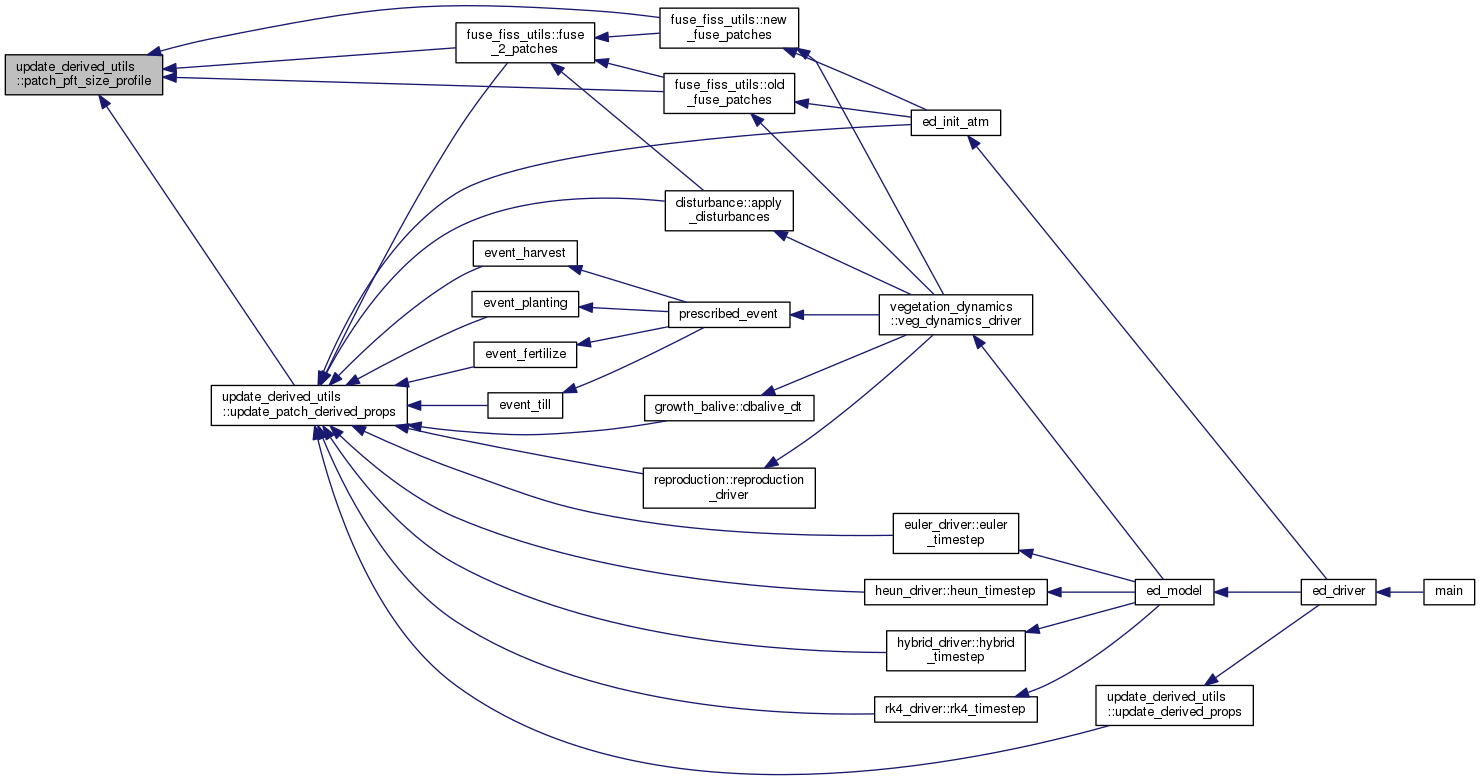 update_derived_utils
::patch_pft_size_profile
fuse_fiss_utils::fuse
_2_patches
fuse_fiss_utils::new
_fuse_patches
fuse_fiss_utils::old
_fuse_patches
ed_init_atm
disturbance::apply
_disturbances
event_harvest
event_planting
prescribed_event
vegetation_dynamics
::veg_dynamics_driver
event_fertilize
update_derived_utils
::update_patch_derived_props
event_till
growth_balive::dbalive_dt
reproduction::reproduction
_driver
euler_driver::euler
_timestep
heun_driver::heun_timestep
ed_model
ed_driver
main
hybrid_driver::hybrid
_timestep
rk4_driver::rk4_timestep
update_derived_utils
::update_derived_props